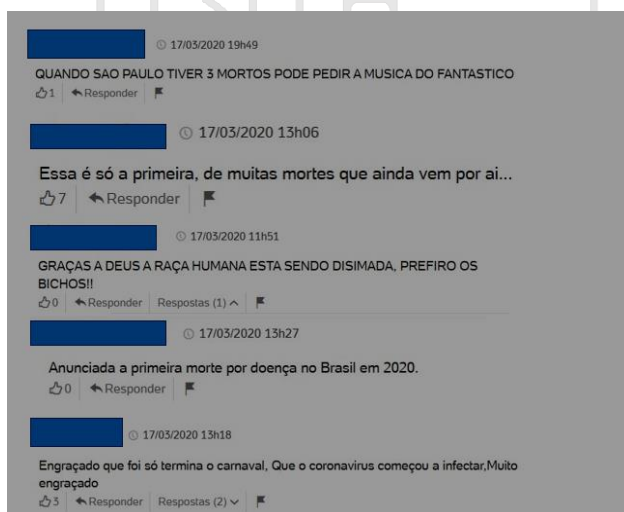 17/03/2020 19h49
QUANDO SAO PAULO TIVER 3 MORTOS PODE PEDIR A MUSICA DO FANTASTICO
1 Responder
17/03/2020 13h06
Essa é só a primeira, de muitas mortes que ainda vem por ai...
7 Responder
17/03/2020 11h51
GRAÇAS A DEUS A RAÇA HUMANA ESTA SENDO DISIMADA, PREFIRO OS
BICHOS!!
0 Responder Respostas (1)
17/03/2020 13h27
Anunciada a primeira morte por doença no Brasil em 2020.
0 Responder
17/03/2020 13h18
Engraçado que foi só termina o carnaval, Que o coronavirus começou a infectar,Muito
engraçado
3 Responder Respostas (2)